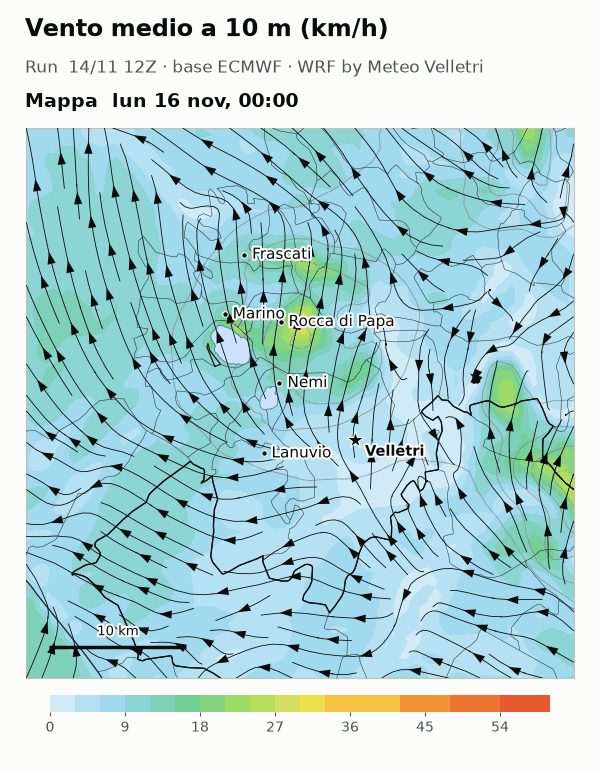 Vento medio a 10 m (km/h)
Run  14/11 12Z · base ECMWF · WRF by Meteo Velletri
Mappa  lun 16 nov, 00:00
Frascati
Marino
Rocca di Papa
Nemi
Velletri
Lanuvio
10 km
0 9 18 27 36 45 54